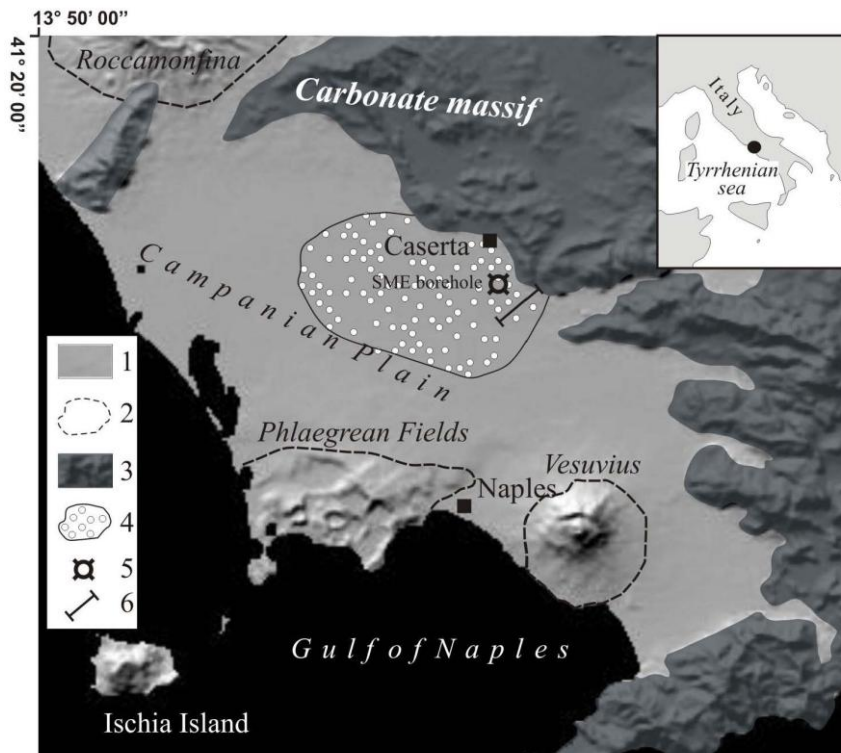 13° 50’ 00”
41° 20’ 00”
Roccamonfina
Carbonate massif
Italy
Tyrrhenian
sea
Caserta
SME borehole
Campanian Plain
1
2
3
4
5
6
Phlaegrean Fields
Vesuvius
Naples
Gulf of Naples
Ischia Island